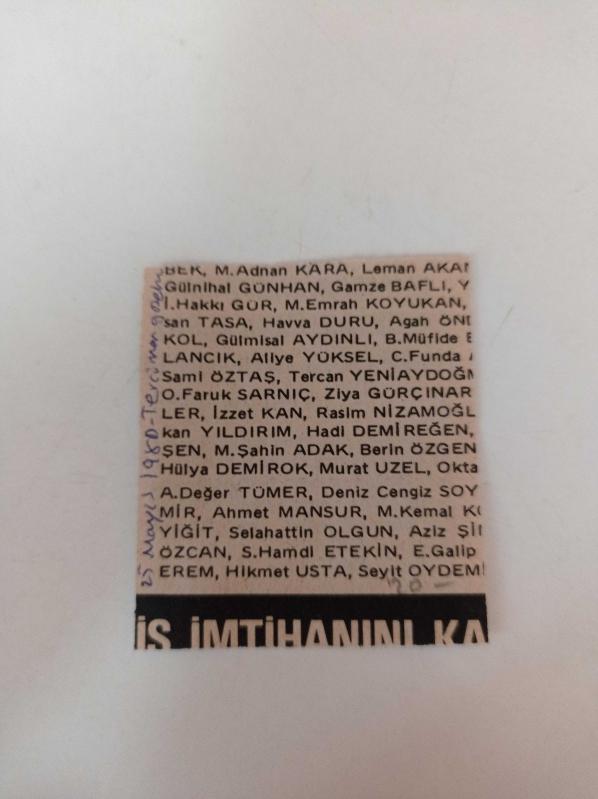 BEK, M.Adnan KARA, Leman AKA
Gülnihal GÜNHAN, Gamze BAFLI, Y
İ.Hakkı GÜR, M.Emrah KOYUKAN,
san TASA, Havva DURU, Agah ÖN
KOL, Gülmisal AYDINLI, B.Müfide
LANCIK, Aliye YÜKSEL, C.Funda
Sami ÖZTAŞ, Tercan YENİAYDOĞ
O.Faruk SARNIÇ, Ziya GÜRÇINAR
LER, İzzet KAN, Rasim NİZAMOĞL
kan YILDIRIM, Hadi DEMİREĞEN,
ŞEN, M.Şahin ADAK, Berin ÖZGEN
Hülya DEMİROK, Murat UZEL, Okta
A.Değer TÜMER, Deniz Cengiz SOY
MİR, Ahmet MANSUR, M.Kemal K
YİĞİT, Selahattin OLGUN, Aziz Şİ
ÖZCAN, S.Hamdi ETEKİN, E.Galip
EREM, Hikmet USTA, Seyit OYDEM
İS İMTİHANINI KA
25 Mayıs 1980-Tercüman
20-